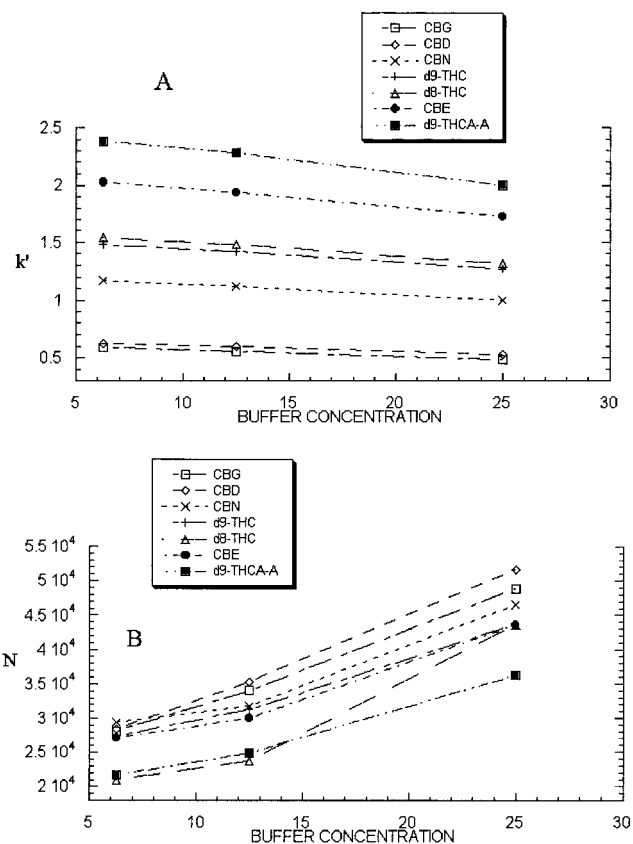 A
CBG
CBD
CBN
d9-THC
d8-THC
CBE
d9-THCA-A
2.5
2
1.5
k'
1
0.5
5 10 15 20 25 30
BUFFER CONCENTRATION
CBG
CBD
CBN
d9-THC
d8-THC
CBE
d9-THCA-A
B
5.5 10⁴
5 10⁴
4.5 10⁴
4 10⁴
N
3.5 10⁴
3 10⁴
2.5 10⁴
2 10⁴
5 10 15 20 25 30
BUFFER CONCENTRATION